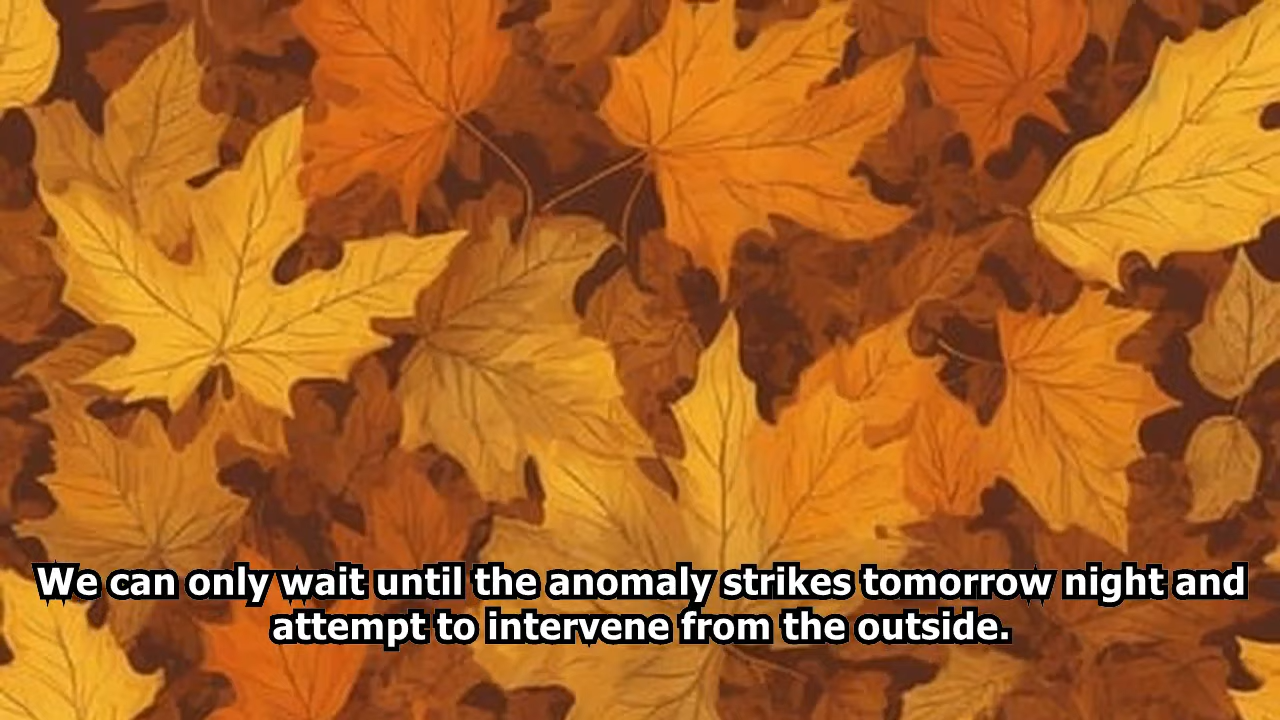 We can only wait until the anomaly strikes tomorrow night and
attempt to intervene from the outside.